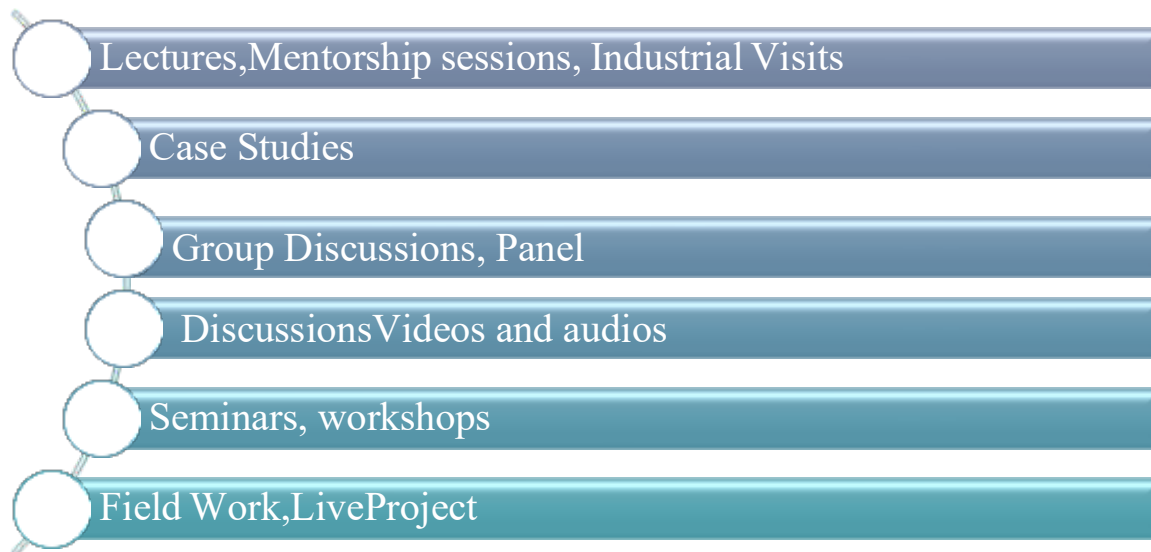 Lectures,Mentorship sessions, Industrial Visits
Case Studies
Group Discussions, Panel
DiscussionsVideos and audios
Seminars, workshops
Field Work,LiveProject